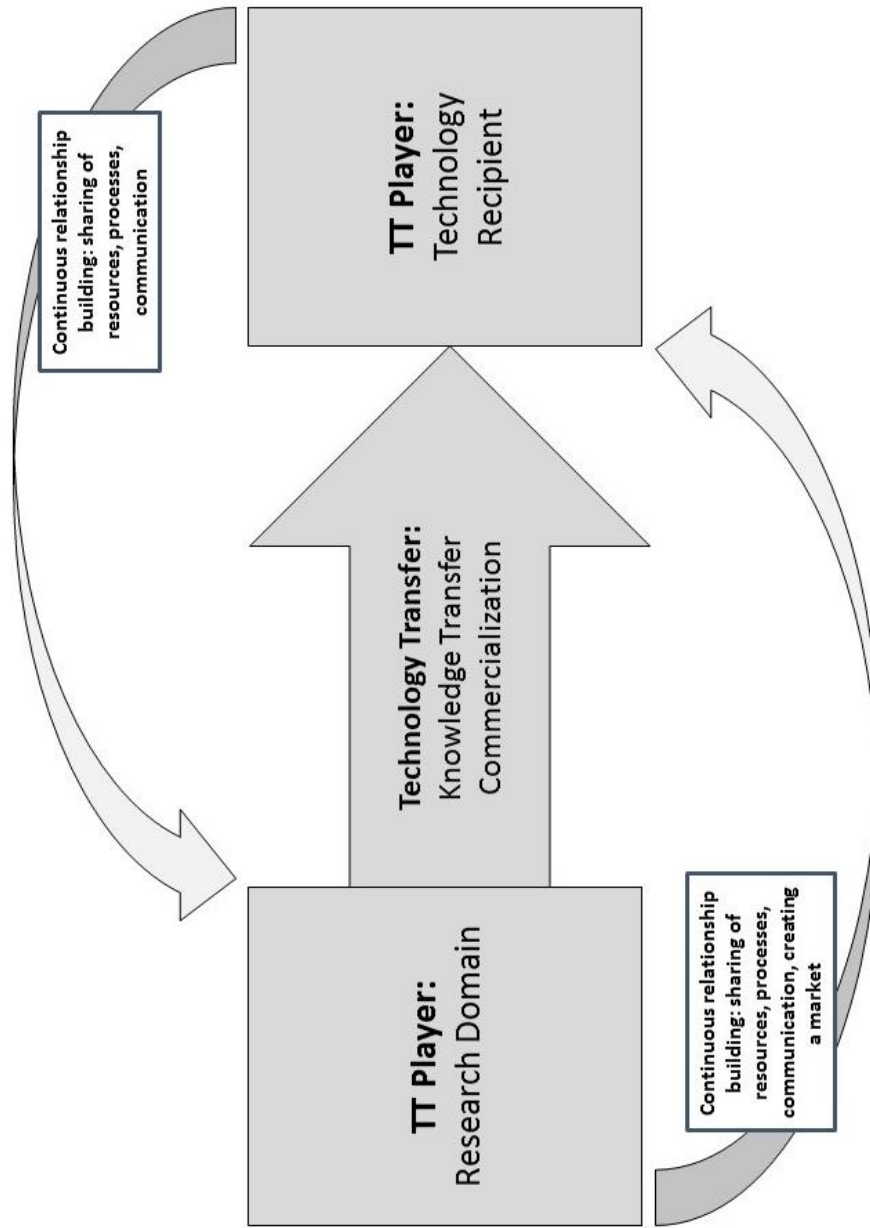 Continuous relationship
building: sharing of
resources, processes,
communication
TT Player:
Research Domain
Technology Transfer:
Knowledge Transfer
Commercialization
TT Player:
Technology
Recipient
Continuous relationship
building: sharing of
resources, processes,
communication, creating
a market